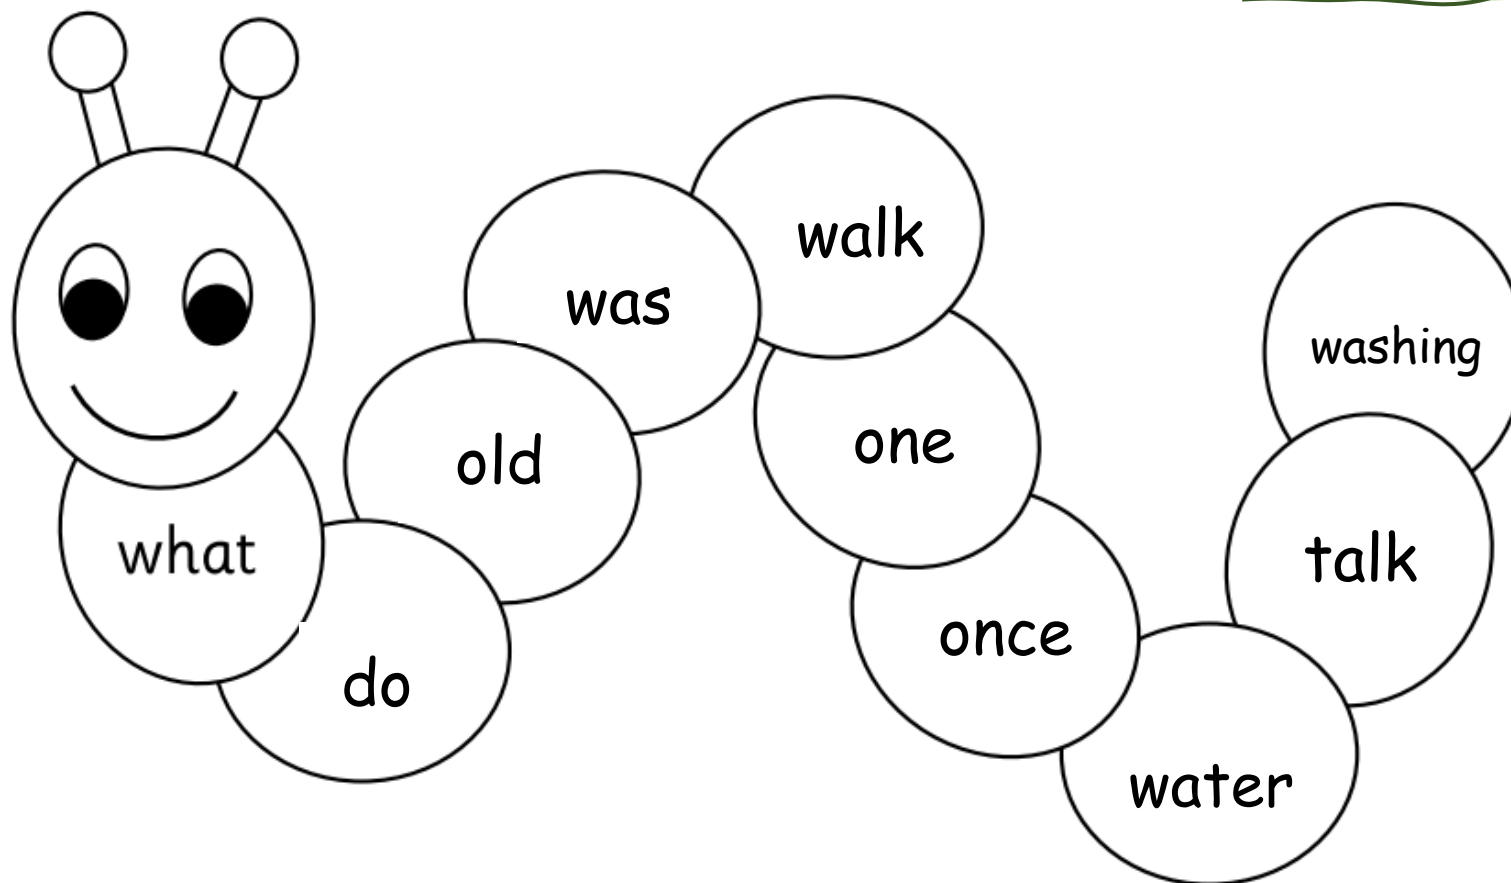 what
do
old
was
walk
one
once
water
talk
washing